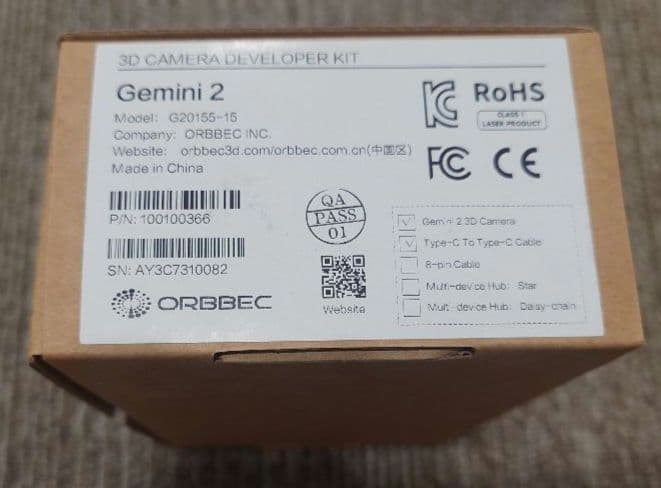 3D CAMERA DEVELOPER KIT
Gemini 2
Model: G20155-15
Company: ORBBEC INC.
Website: orbbec3d.com/orbbec.com.cn(中国区)
Made in China
P/N: 100100366
SN: AY3C7310082
ORBBEC
QA
PASS
01
Website
KC
RoHS
CLASS 1
LASER PRODUCT
FC CE
Gemini 2 3D Camera
Type-C To Type-C Cable
8-pin Cable
Multi-device Hub: Star
Multi-device Hub: Daisy-chain